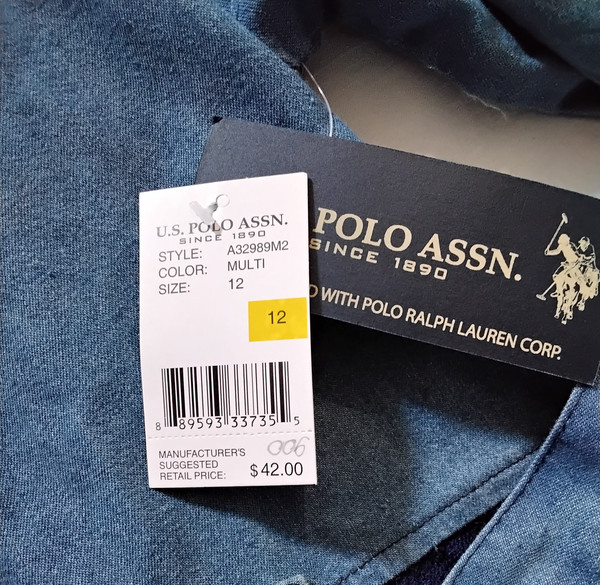 U.S. POLO ASSN.
SINCE 1890
STYLE: A32989M2
COLOR: MULTI
SIZE: 12
12
8 89593 33735 5
900
MANUFACTURER'S
SUGGESTED
RETAIL PRICE: $42.00
POLO ASSN.
SINCE 1890
WITH POLO RALPH LAUREN CORP.